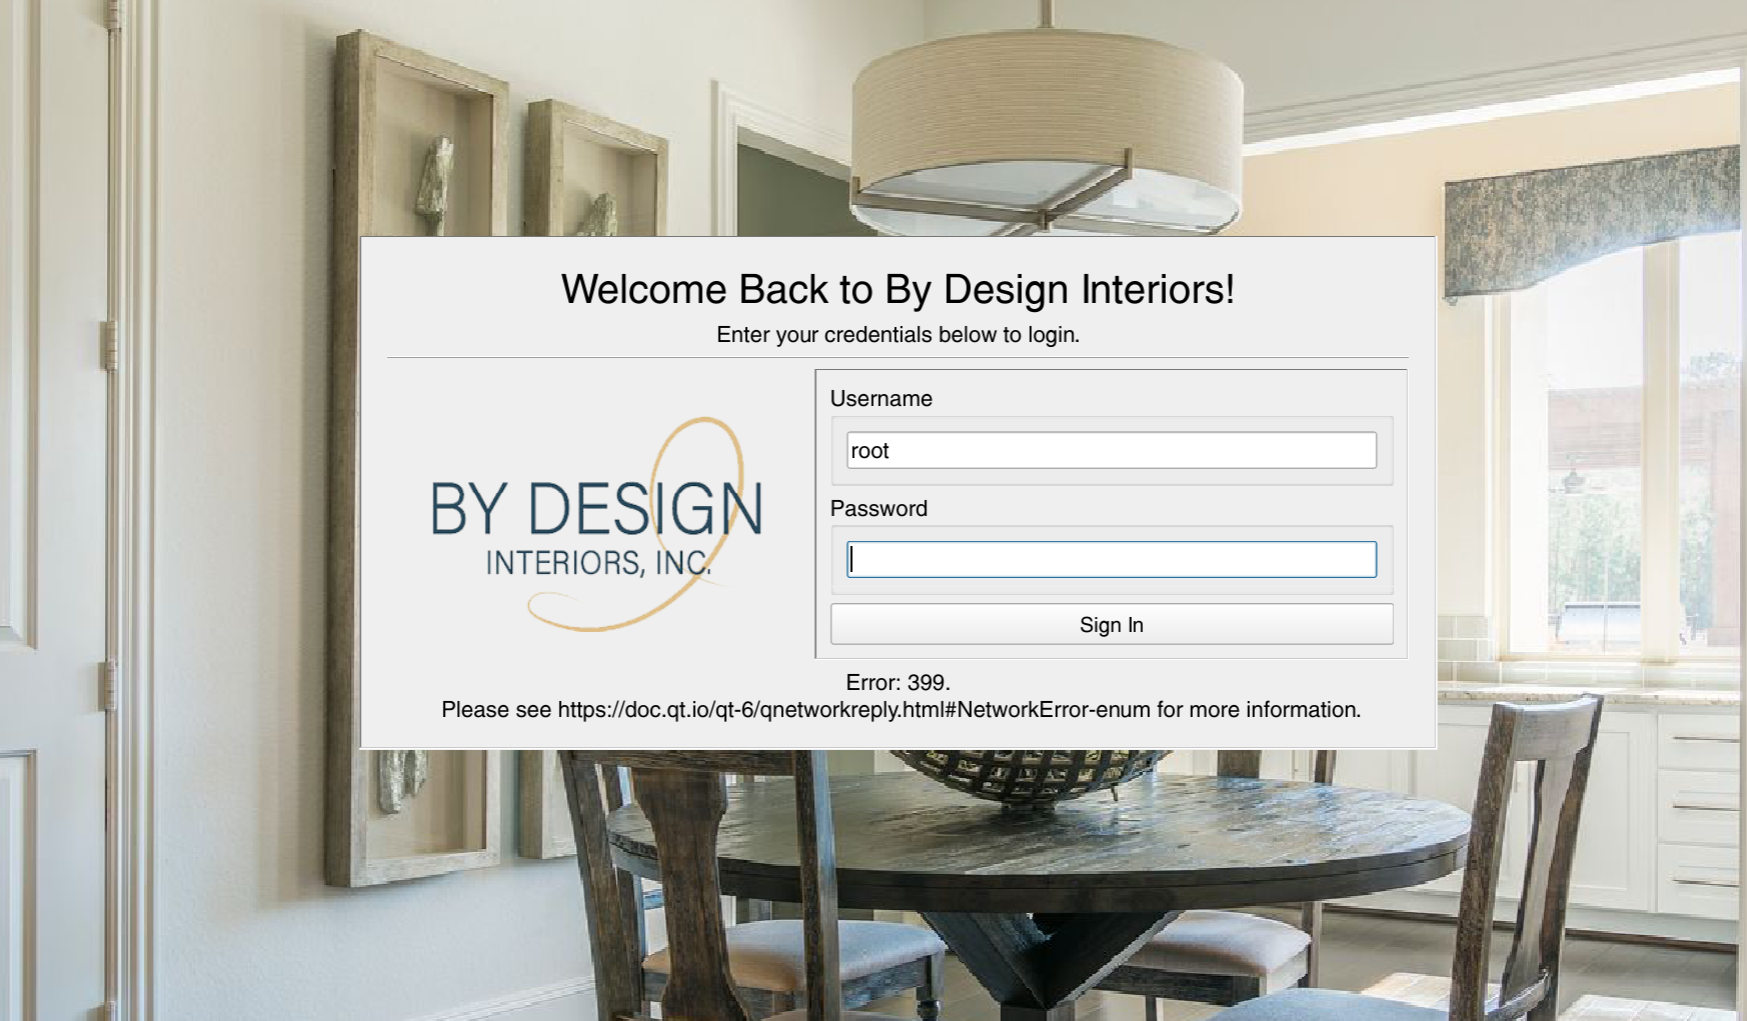 Welcome Back to By Design Interiors!
Enter your credentials below to login.
BY DESIGN
INTERIORS, INC.
Username
root
Password
Sign In
Error: 399.
Please see https://doc.qt.io/qt-6/qnetworkreply.html#NetworkError-enum for more information.